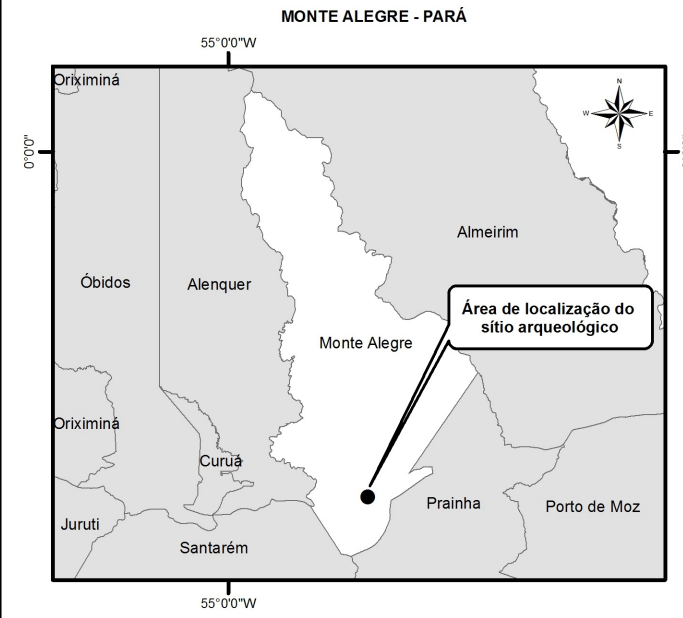 MONTE ALEGRE - PARÁ
55°0'0"W
Oriximiná
N
W
E
S
0°0'0"
Almeirim
Óbidos
Alenquer
Área de localização do
sítio arqueológico
Monte Alegre
Oriximiná
Curuá
Prainha
Porto de Moz
Juruti
Santarém
55°0'0"W